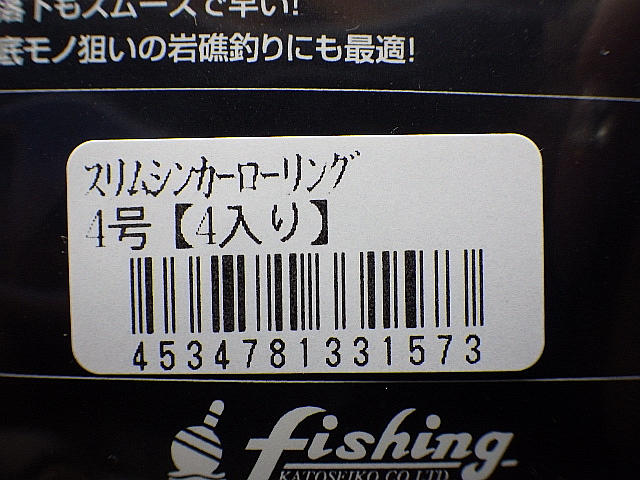 落下もスムーズで早い!
底モノ狙いの岩礁釣りにも最適!
スリムシンカーローリング
4号【4入り】
4534781331573
fishing
KATOSEIKO CO.LTD